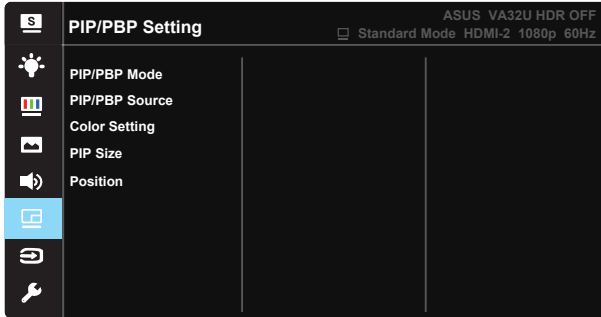 S
PIP/PBP Setting
ASUS VA32U HDR OFF
Standard Mode HDMI-2 1080p 60Hz
PIP/PBP Mode
PIP/PBP Source
Color Setting
PIP Size
Position